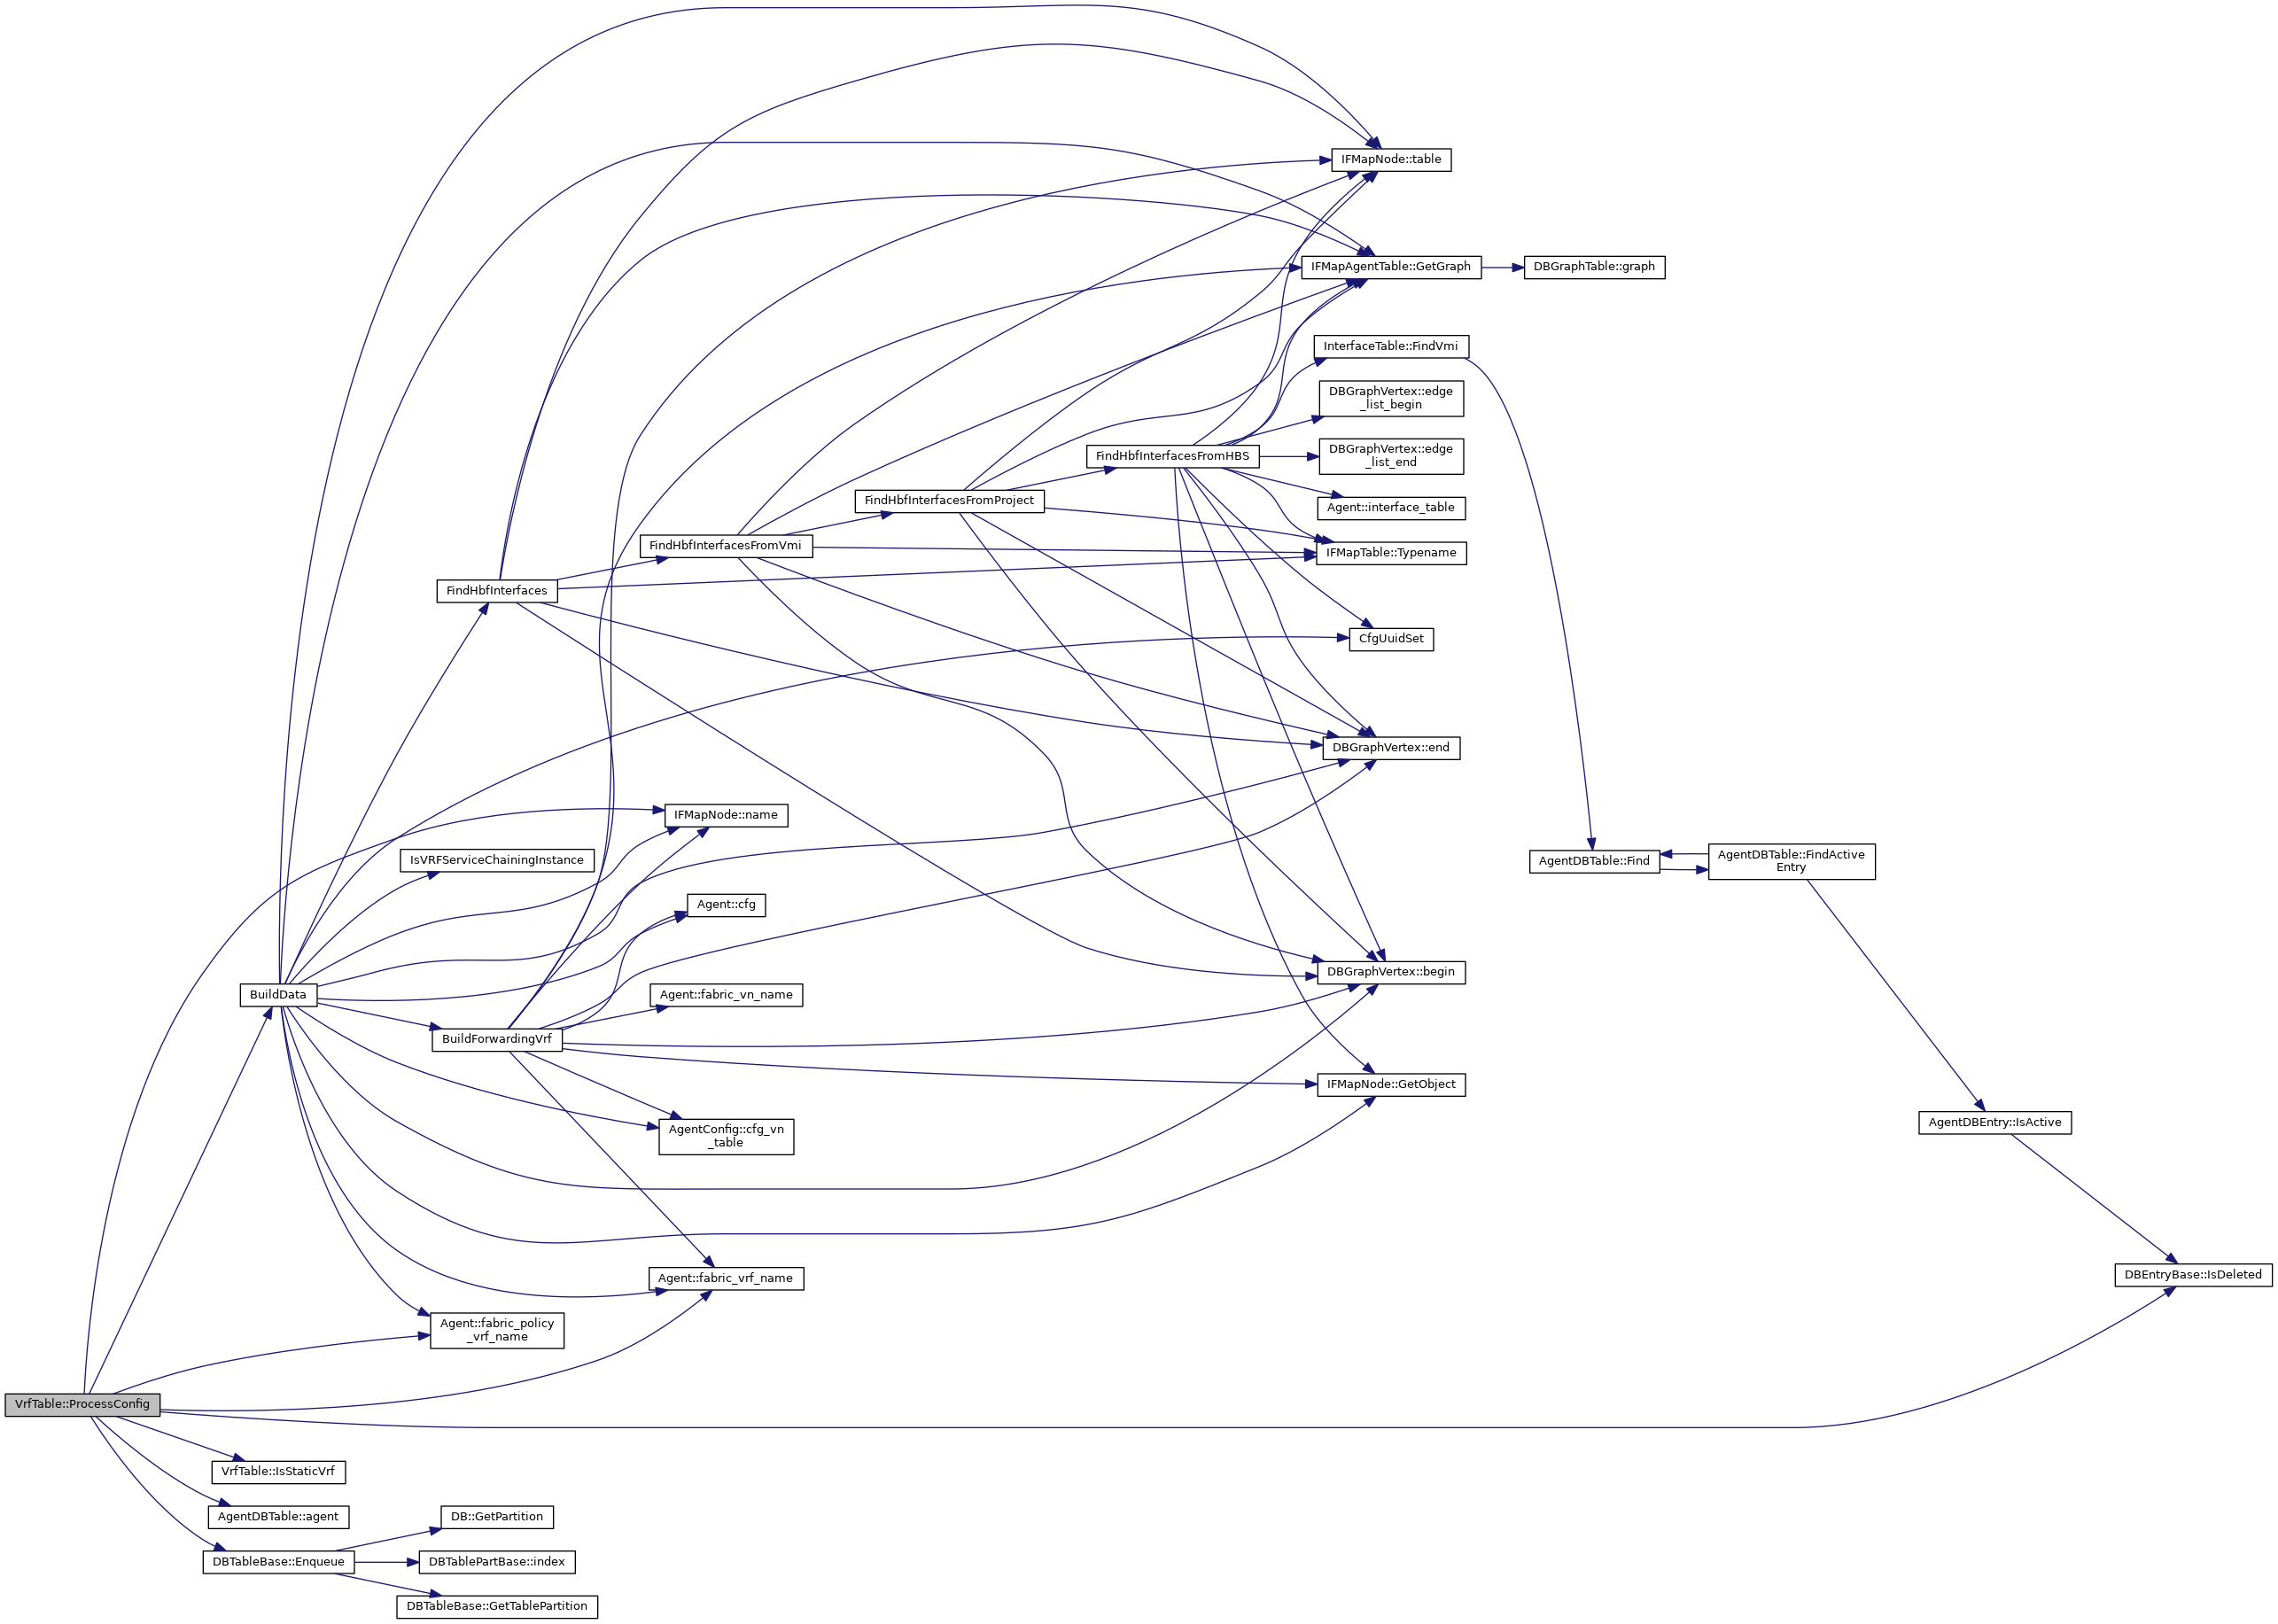 IFMapNode::table
IFMapAgentTable::GetGraph
DBGraphTable::graph
InterfaceTable::FindVmi
DBGraphVertex::edge
_list_begin
FindHbfInterfacesFromHBS
DBGraphVertex::edge
_list_end
FindHbfInterfacesFromProject
Agent::interface_table
FindHbfInterfacesFromVmi
IFMapTable::Typename
FindHbfInterfaces
CfgUuidSet
DBGraphVertex::end
IFMapNode::name
IsVRFServiceChainingInstance
AgentDBTable::Find
AgentDBTable::FindActive
Entry
Agent::cfg
DBGraphVertex::begin
BuildData
Agent::fabric_vn_name
BuildForwardingVrf
IFMapNode::GetObject
AgentDBEntry::IsActive
AgentConfig::cfg_vn
_table
DBEntryBase::IsDeleted
Agent::fabric_vrf_name
Agent::fabric_policy
_vrf_name
VrfTable::ProcessConfig
VrfTable::IsStaticVrf
AgentDBTable::agent
DB::GetPartition
DBTableBase::Enqueue
DBTablePartBase::index
DBTableBase::GetTablePartition